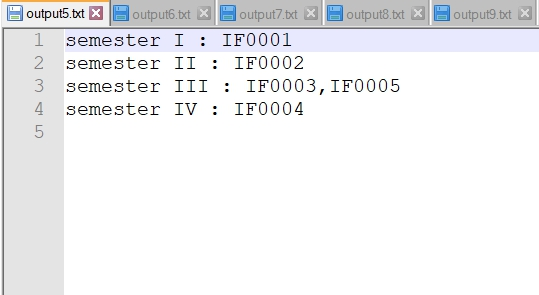 output5.txt output6.txt output7.txt output8.txt output9.txt
1 semester I : IF0001
2 semester II : IF0002
3 semester III : IF0003,IF0005
4 semester IV : IF0004
5